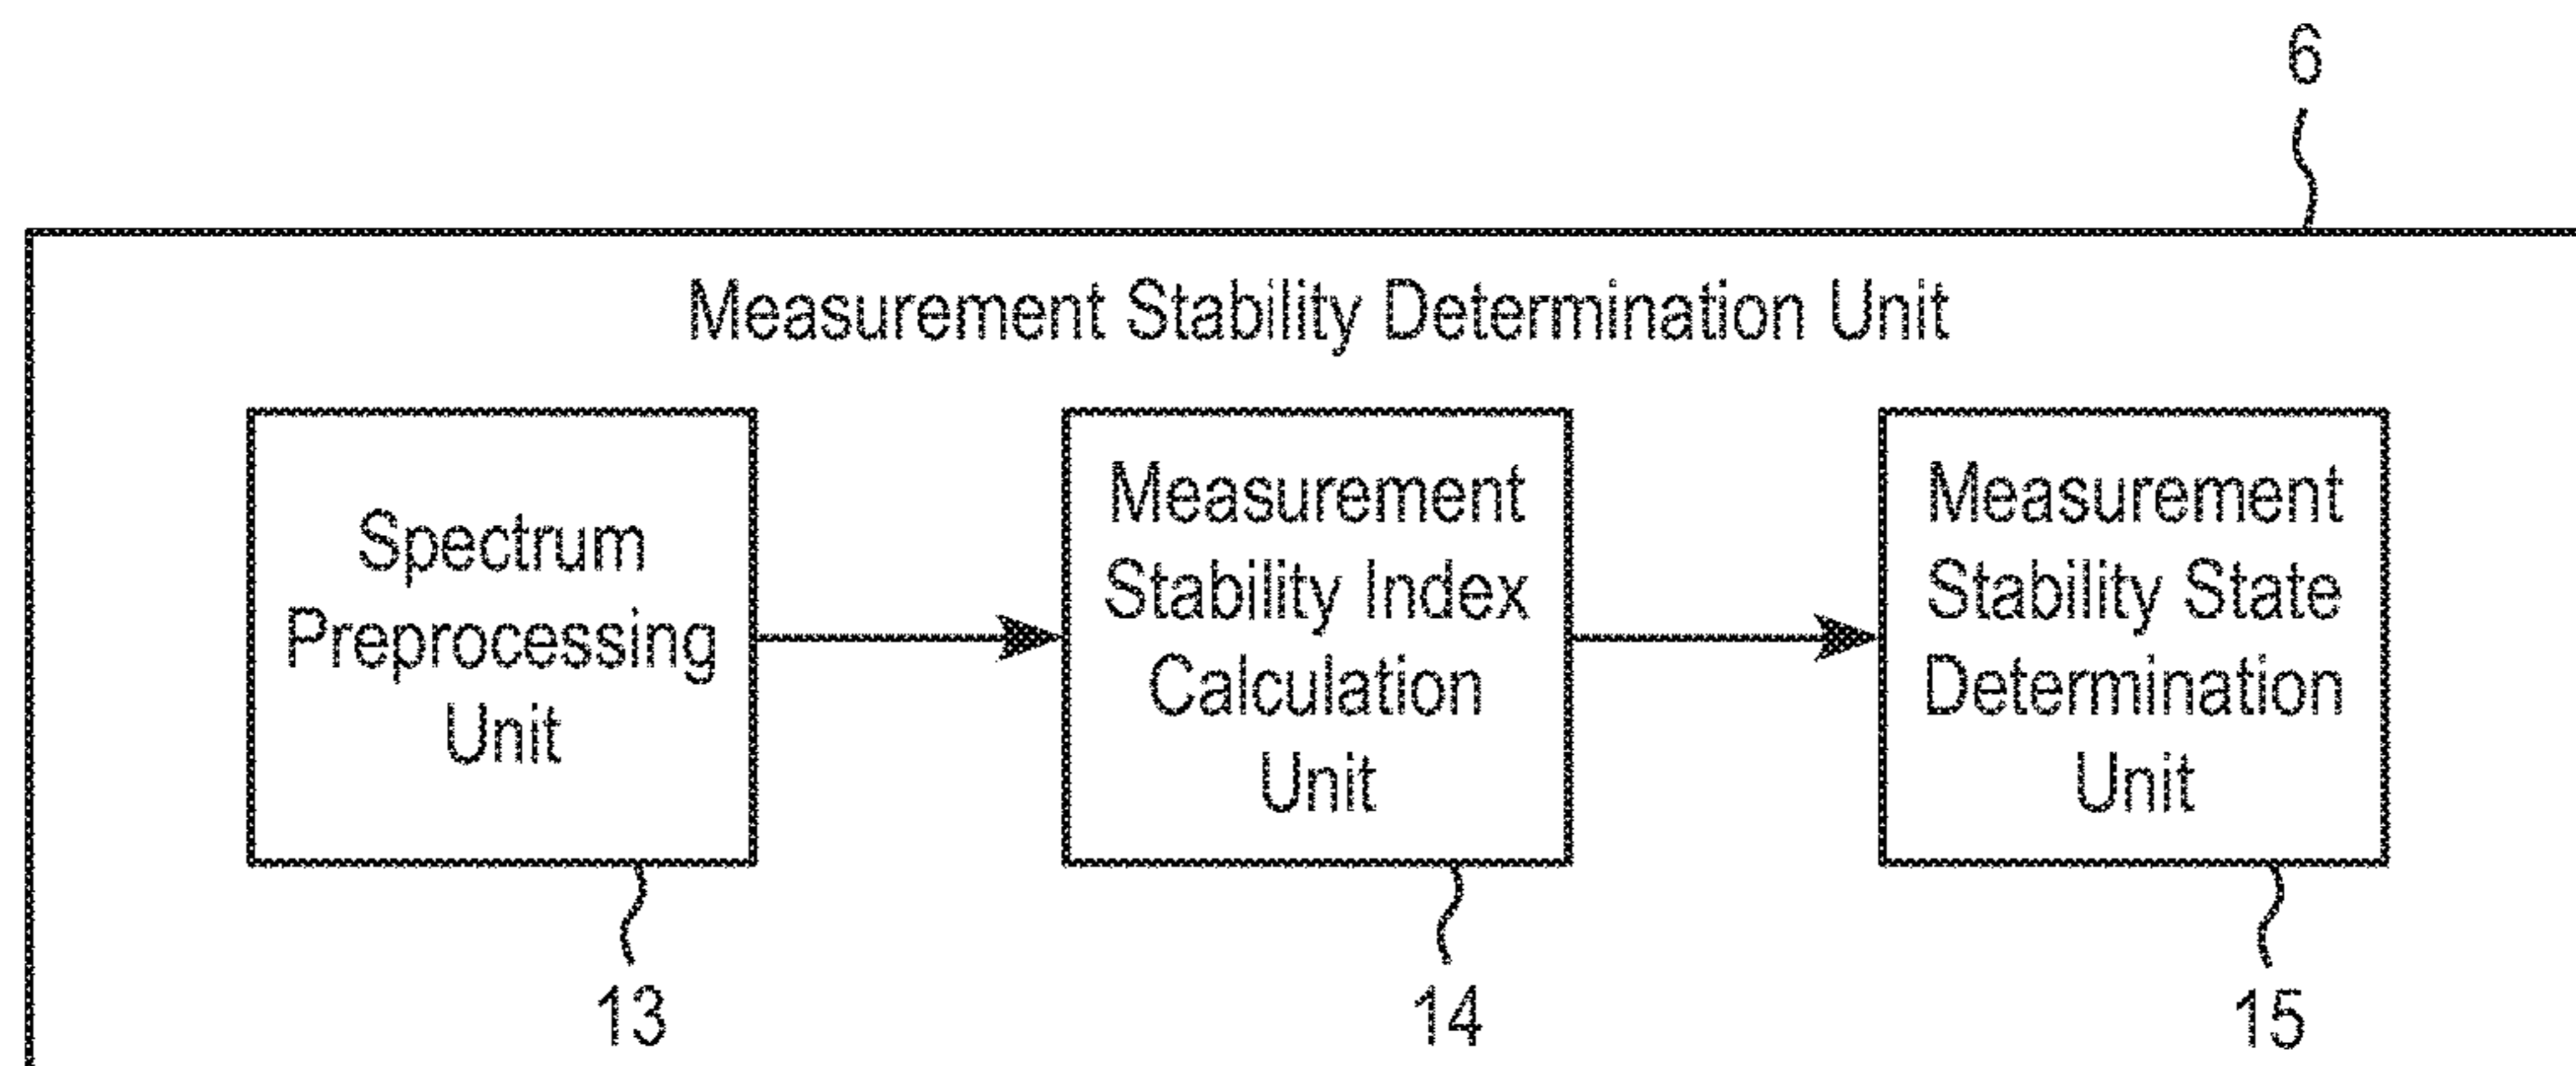 6
Measurement Stability Determination Unit
Spectrum
Preprocessing
Unit
Measurement
Stability Index
Calculation
Unit
Measurement
Stability State
Determination
Unit
13
14
15